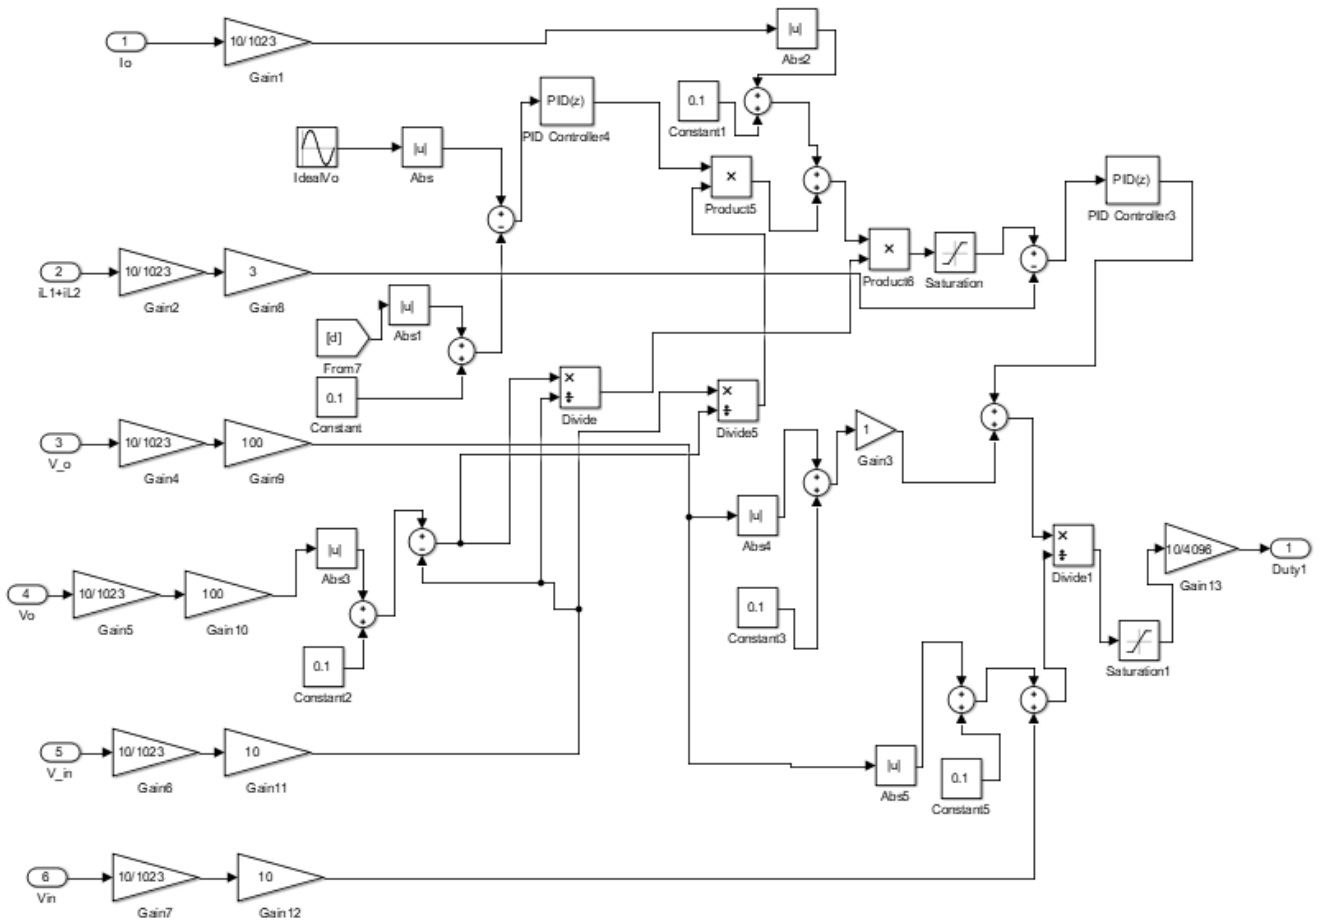 1
Io
10/1023
Gain1
|u|
Abs2
0.1
Constant1
+
+
PID(z)
PID Controller4
IdealVo
|u|
Abs
+
-
×
Product5
+
+
PID(z)
PID Controller3
2
iL1+iL2
10/1023
Gain2
3
Gain8
×
Product6
Saturation
+
-
|u|
Abs1
[d]
From7
+
+
0.1
Constant
×
÷
Divide
×
÷
Divide5
1
Gain3
+
+
3
V_o
10/1023
Gain4
100
Gain9
+
+
|u|
Abs4
+
-
|u|
Abs3
×
÷
Divide1
10/4096
Gain13
1
Duty1
4
Vo
10/1023
Gain5
100
Gain10
+
+
0.1
Constant3
0.1
Constant2
Saturation1
+
+
+
+
5
V_in
10/1023
Gain6
10
Gain11
|u|
Abs5
0.1
Constant5
6
Vin
10/1023
Gain7
10
Gain12